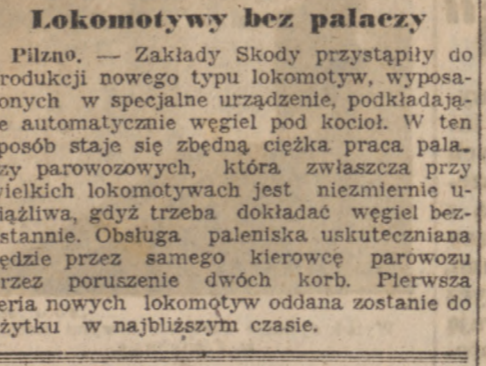 Lokomotywy bez palaczy
Pilzno. — Zakłady Skody przystąpiły do
rodukcji nowego typu lokomotyw, wyposa-
onych w specjalne urządzenie, podkładają-
e automatycznie węgiel pod kocioł. W ten
posób staje się zbędną ciężka praca pala-
zy parowozowych, która zwłaszcza przy
ielkich lokomotywach jest niezmiernie u-
iążliwa, gdyż trzeba dokładać węgiel bez-
stannie. Obsługa paleniska uskuteczniana
ędzie przez samego kierowcę parowozu
rzez poruszenie dwóch korb. Pierwsza
eria nowych lokomotyw oddana zostanie do
żytku w najbliższym czasie.